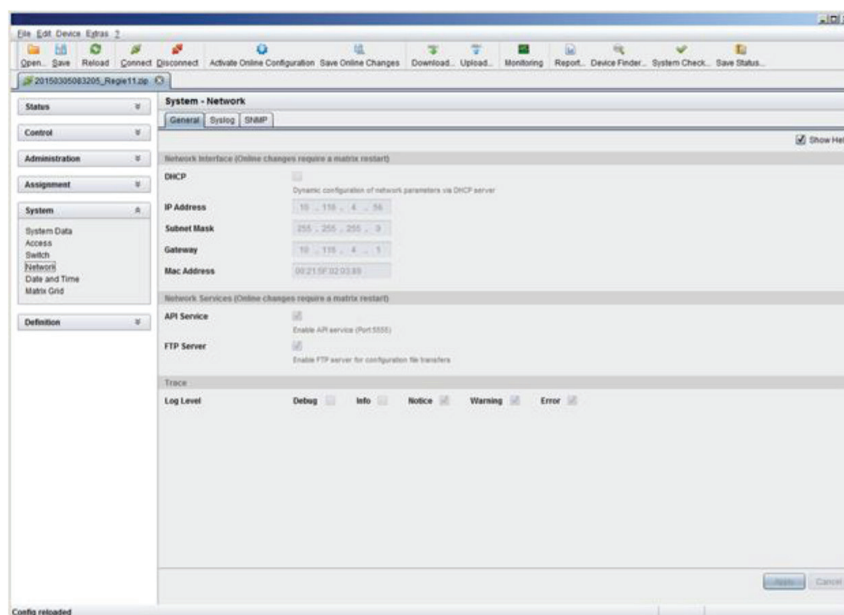 File Edit Device Extras ?
Open... Save Reload Connect Disconnect Activate Online Configuration Save Online Changes Download... Upload... Monitoring Report... Device Finder... System Check... Save Status...
20150305083205_Regie11.zip
Status
Control
Administration
Assignment
System
System Data
Access
Switch
Network
Date and Time
Matrix Grid
Definition
System - Network
General Syslog SNMP
Show Hel
Network Interface (Online changes require a matrix restart)
DHCP
Dynamic configuration of network parameters via DHCP server
IP Address 10 . 116 . 4 . 56
Subnet Mask 255 . 255 . 255 . 0
Gateway 10 . 116 . 4 . 1
Mac Address
Network Services (Online changes require a matrix restart)
API Service
Enable API service (Port 5555)
FTP Server
Enable FTP server for configuration file transfers
Trace
Log Level Debug Info Notice Warning Error
Apply Cancel
Config reloaded